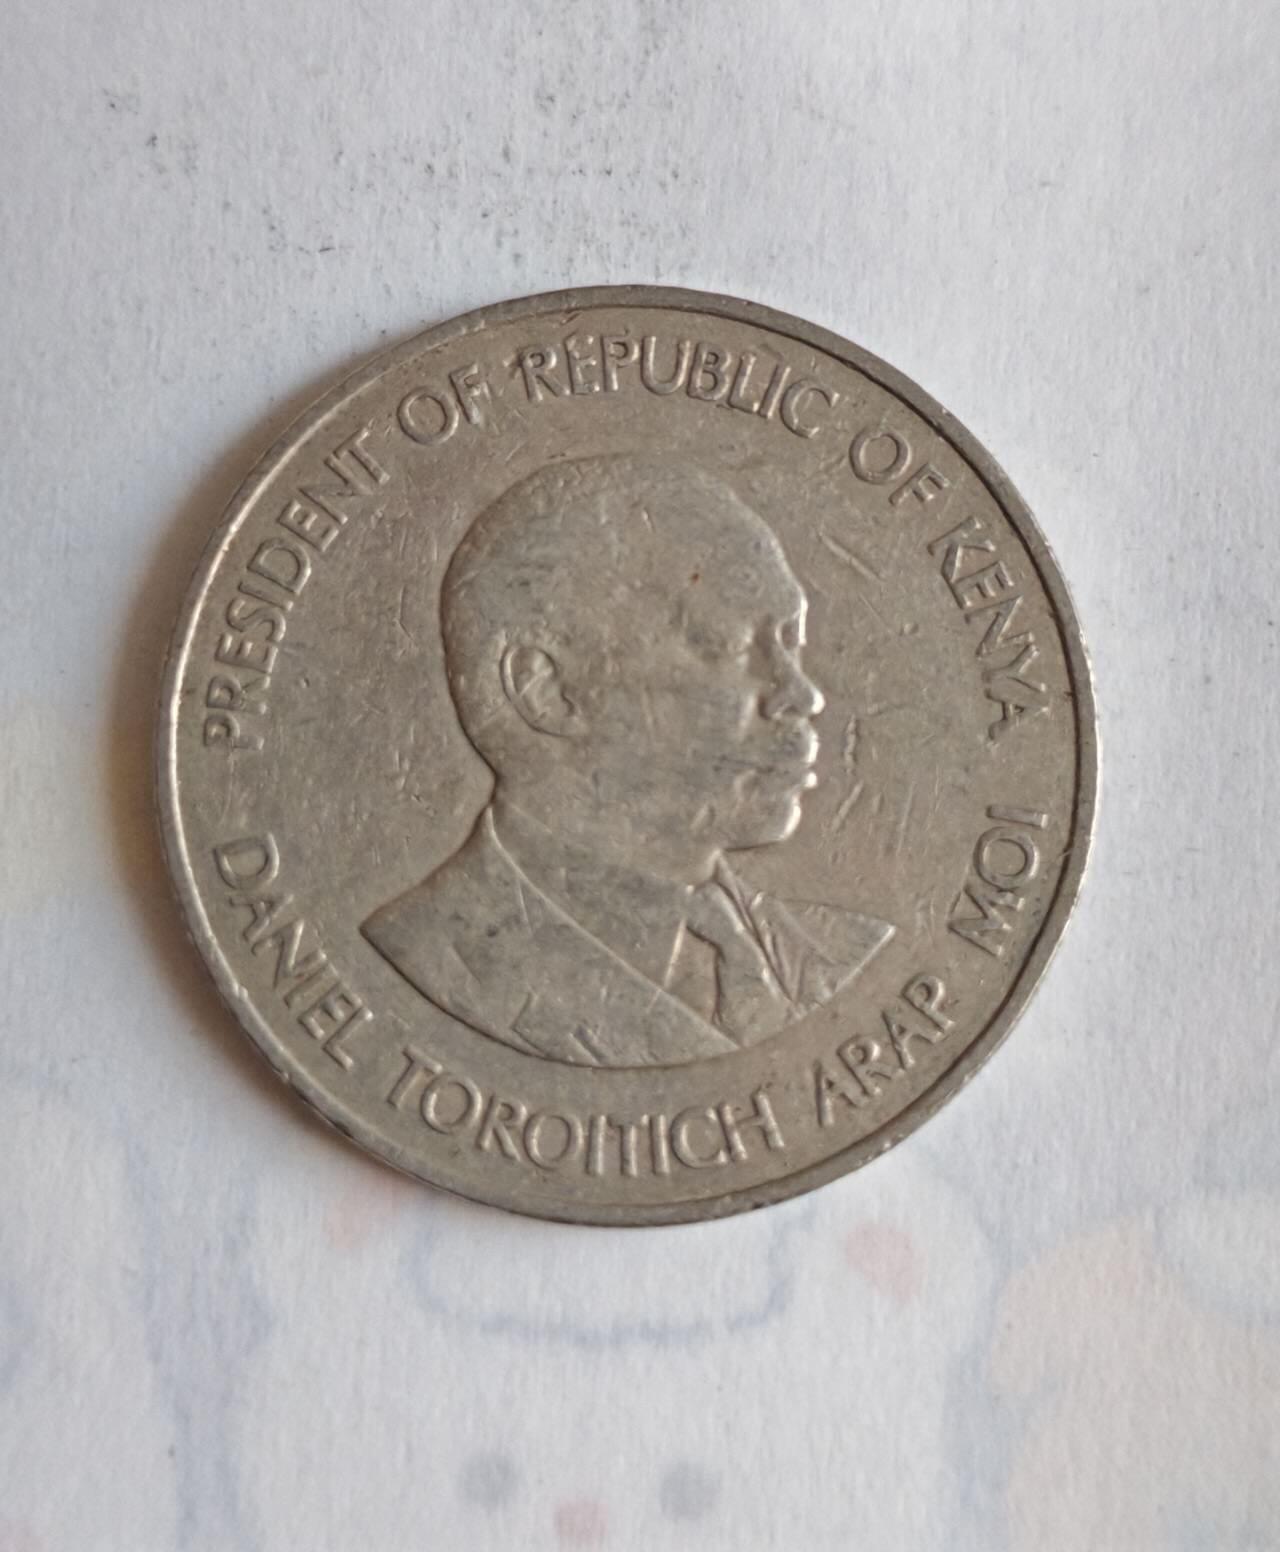 PRESIDENT OF REPUBLIC OF KENYA
DANIEL TOROITICH ARAP MOI